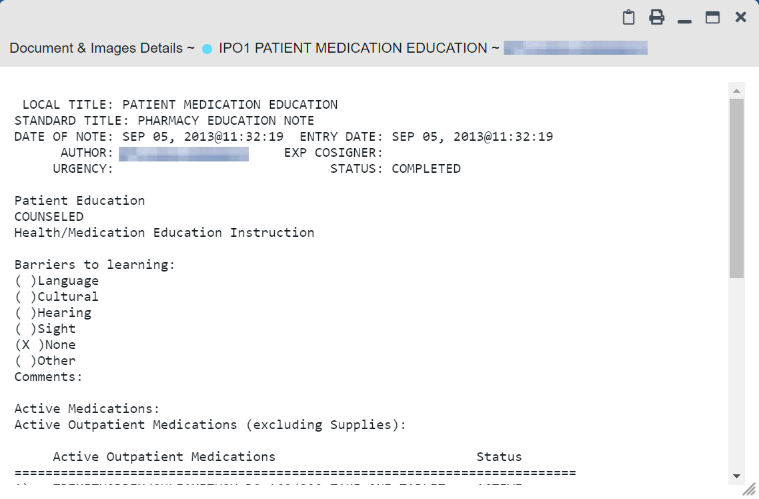 Document & Images Details ~ IPO1 PATIENT MEDICATION EDUCATION ~
LOCAL TITLE: PATIENT MEDICATION EDUCATION
STANDARD TITLE: PHARMACY EDUCATION NOTE
DATE OF NOTE: SEP 05, 2013@11:32:19 ENTRY DATE: SEP 05, 2013@11:32:19
AUTHOR: EXP COSIGNER:
URGENCY: STATUS: COMPLETED
Patient Education
COUNSELED
Health/Medication Education Instruction
Barriers to learning:
( )Language
( )Cultural
( )Hearing
( )Sight
(X )None
( )Other
Comments:
Active Medications:
Active Outpatient Medications (excluding Supplies):
Active Outpatient Medications Status
=========================================================================